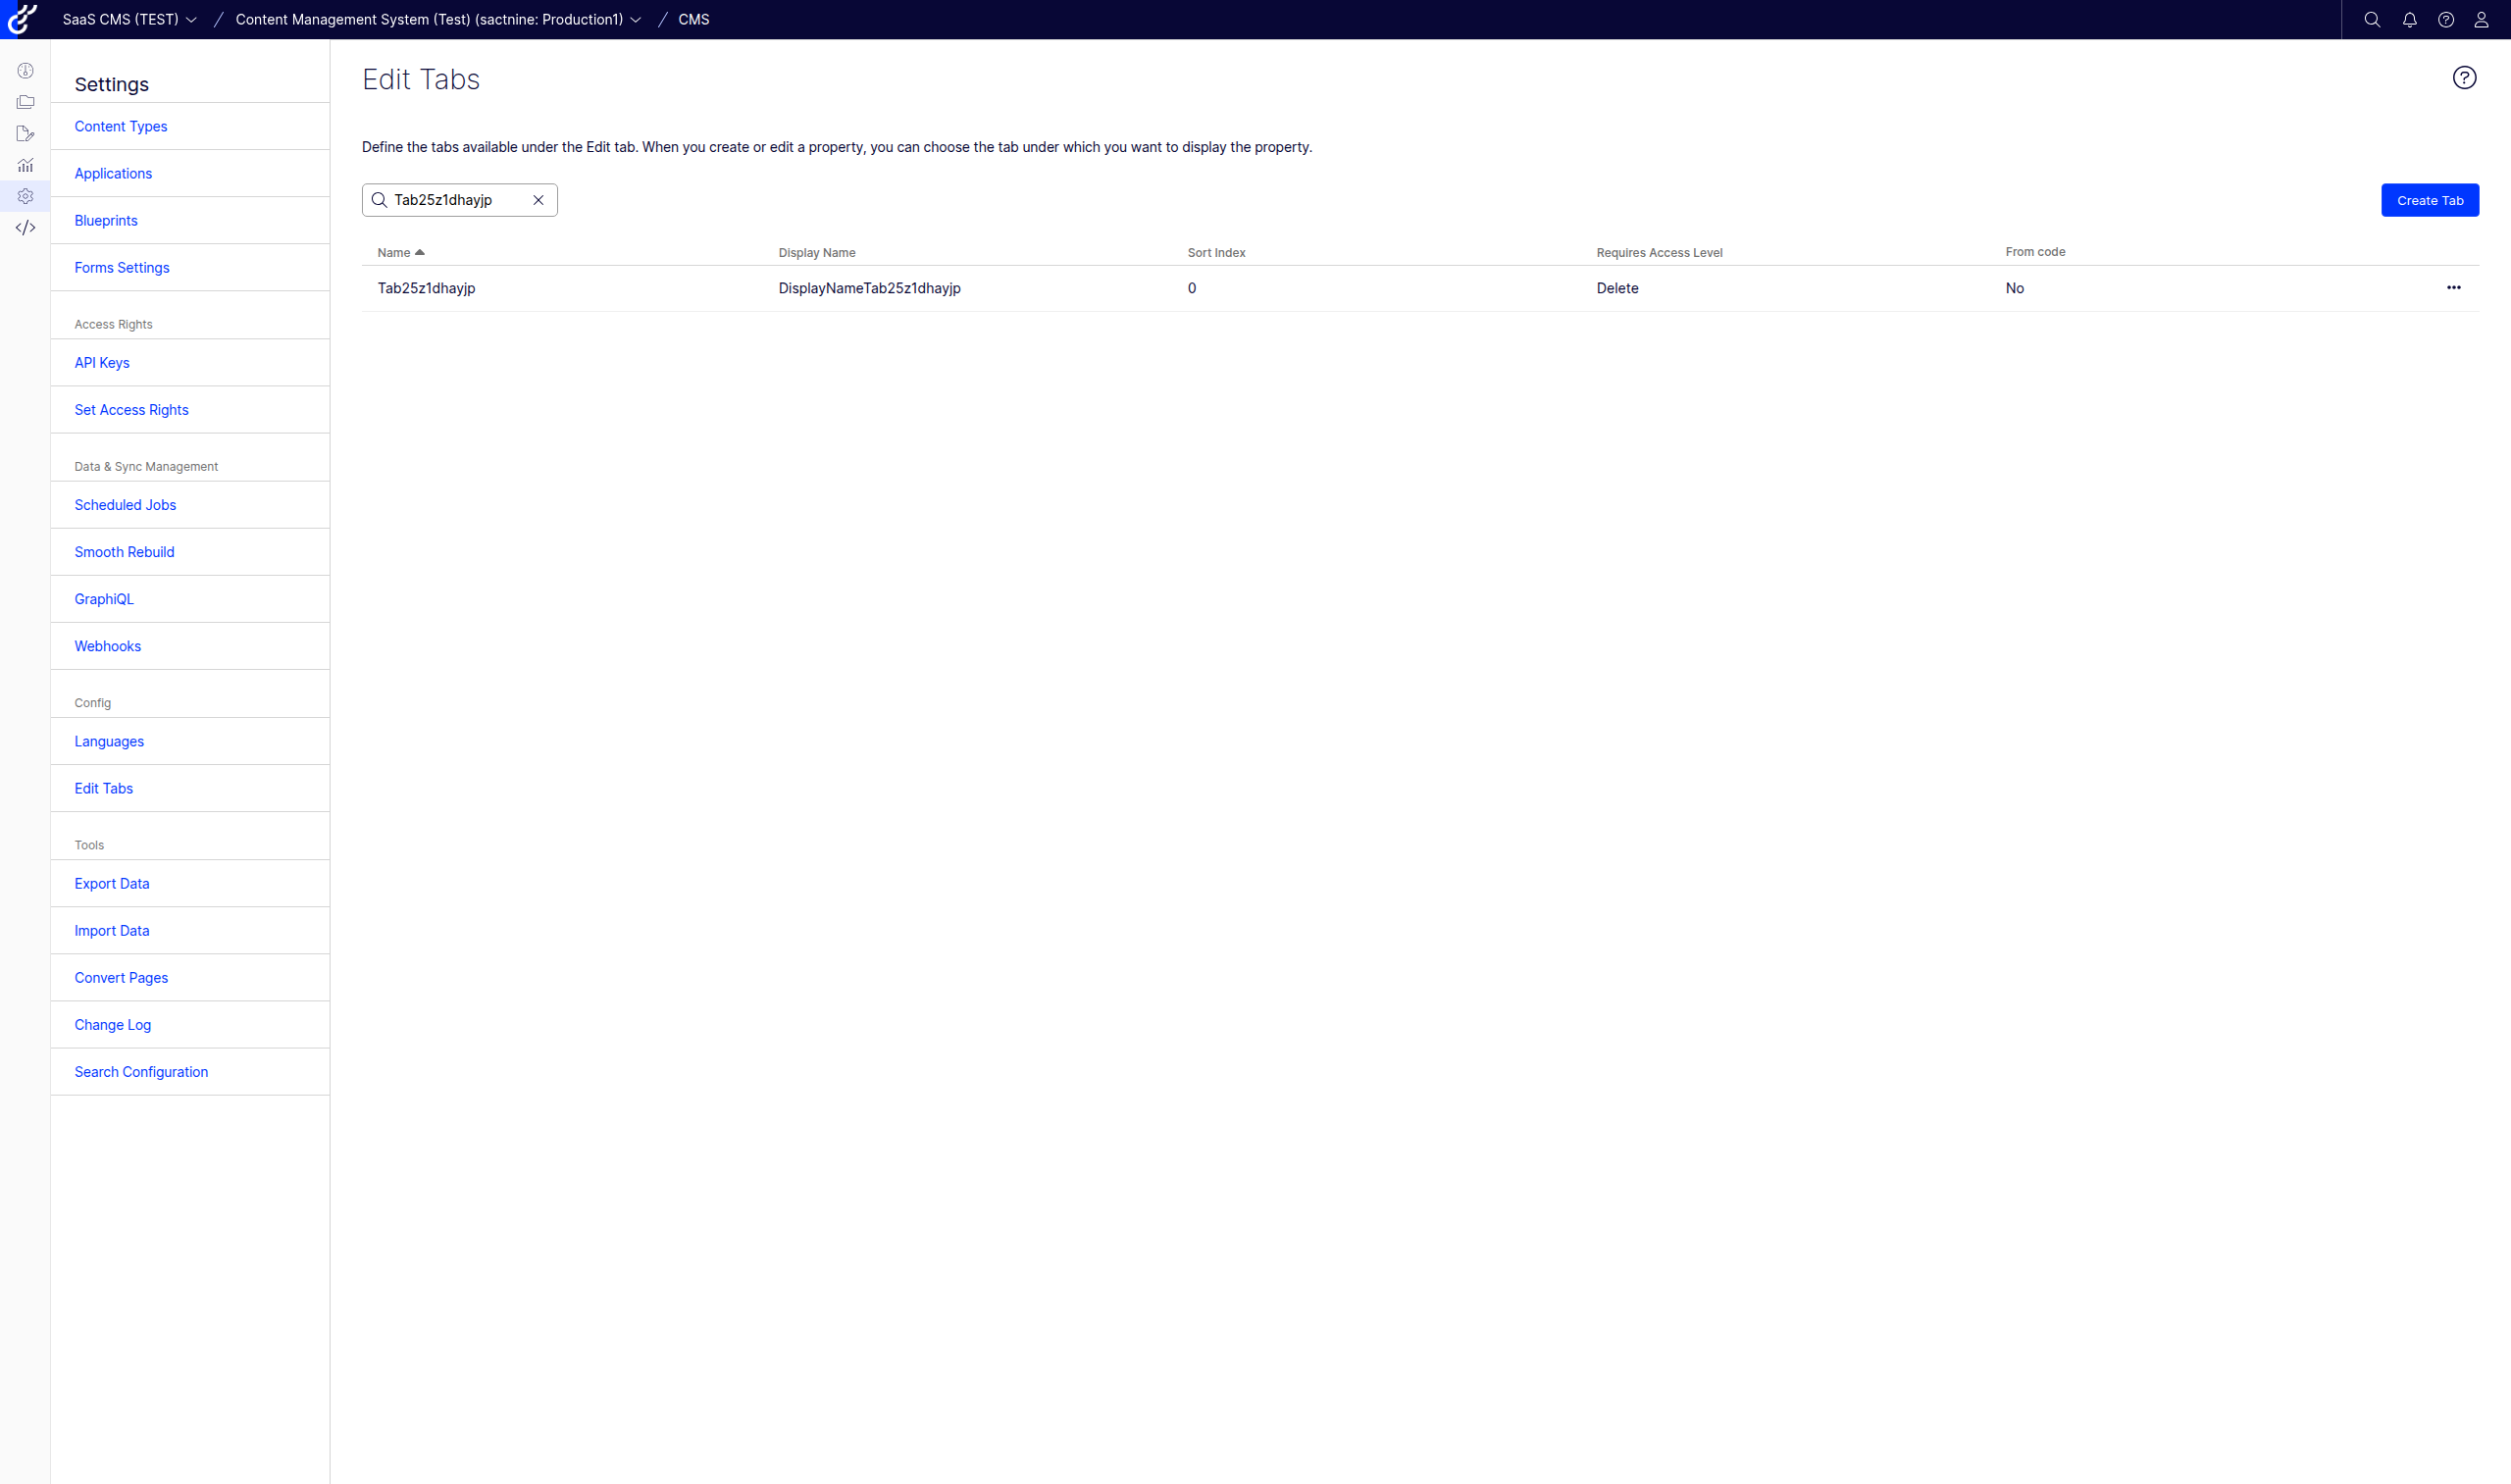 SaaS CMS (TEST) / Content Management System (Test) (sactnine: Production1) / CMS
Settings
Content Types
Applications
Blueprints
Forms Settings
Access Rights
API Keys
Set Access Rights
Data & Sync Management
Scheduled Jobs
Smooth Rebuild
GraphiQL
Webhooks
Config
Languages
Edit Tabs
Tools
Export Data
Import Data
Convert Pages
Change Log
Search Configuration
Edit Tabs
Define the tabs available under the Edit tab. When you create or edit a property, you can choose the tab under which you want to display the property.
Tab25z1dhayjp
Create Tab
Name Display Name Sort Index Requires Access Level From code
Tab25z1dhayjp DisplayNameTab25z1dhayjp 0 Delete No